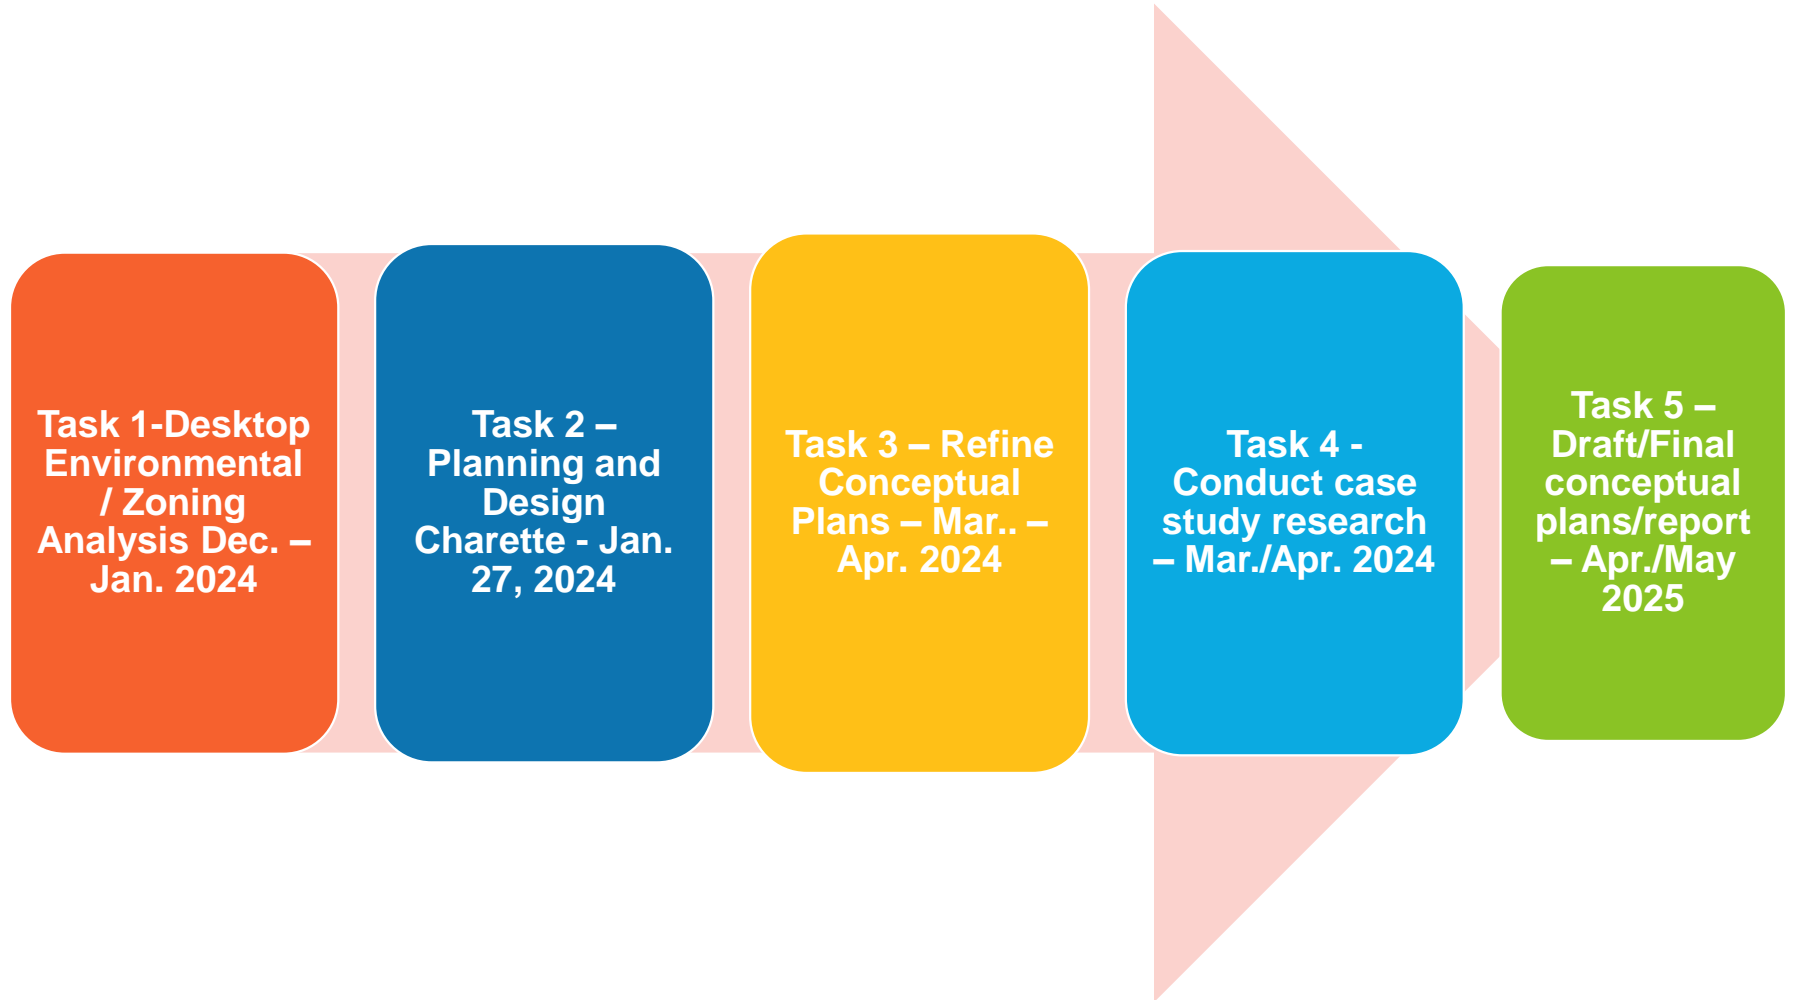 Task 1-Desktop
Environmental
/ Zoning
Analysis Dec. –
Jan. 2024
Task 2 –
Planning and
Design
Charette - Jan.
27, 2024
Task 3 – Refine
Conceptual
Plans – Mar.. –
Apr. 2024
Task 4 -
Conduct case
study research
– Mar./Apr. 2024
Task 5 –
Draft/Final
conceptual
plans/report
– Apr./May
2025